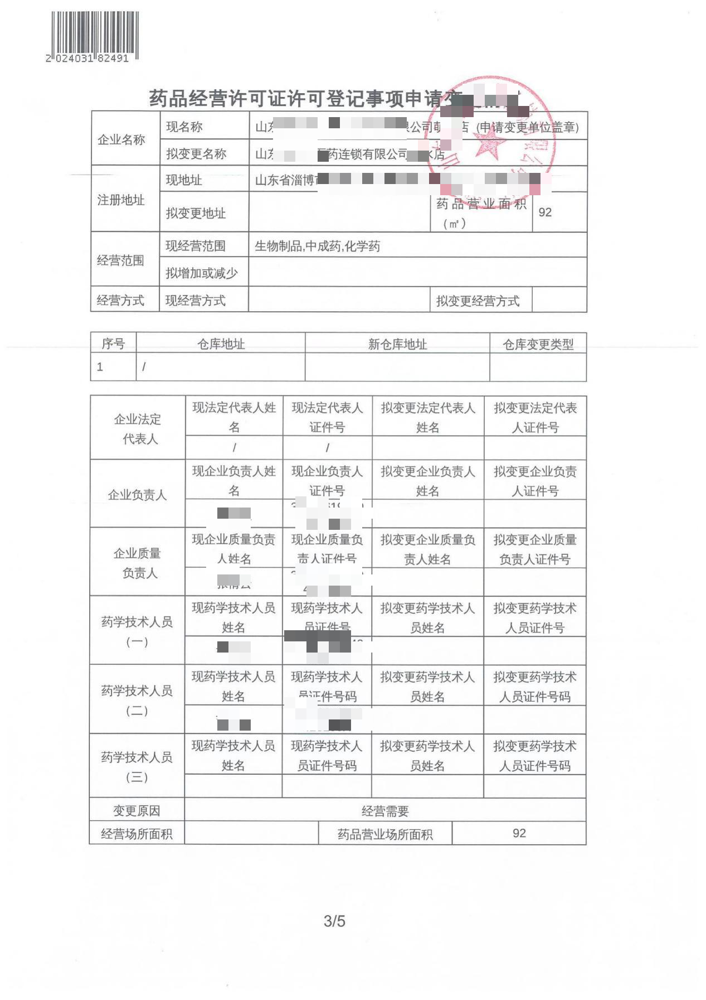 2024031824​91
药品经营许可证许可登记事项申请变
企业名称 现名称 山东 公司 店（申请变更单位盖章）
拟变更名称 山东 药连锁有限公司 水店
注册地址 现地址 山东省淄博
拟变更地址 药品营业面积（㎡） 92
经营范围 现经营范围 生物制品,中成药,化学药
拟增加或减少
经营方式 现经营方式 拟变更经营方式
序号 仓库地址 新仓库地址 仓库变更类型
1 /
企业法定代表人 现法定代表人姓名 现法定代表人证件号 拟变更法定代表人姓名 拟变更法定代表人证件号
/ /
企业负责人 现企业负责人姓名 现企业负责人证件号 拟变更企业负责人姓名 拟变更企业负责人证件号
企业质量负责人 现企业质量负责人姓名 现企业质量负责人证件号 拟变更企业质量负责人姓名 拟变更企业质量负责人证件号
药学技术人员（一） 现药学技术人员姓名 现药学技术人员证件号 拟变更药学技术人员姓名 拟变更药学技术人员证件号
药学技术人员（二） 现药学技术人员姓名 现药学技术人员证件号码 拟变更药学技术人员姓名 拟变更药学技术人员证件号码
药学技术人员（三） 现药学技术人员姓名 现药学技术人员证件号码 拟变更药学技术人员姓名 拟变更药学技术人员证件号码
变更原因 经营需要
经营场所面积 药品营业场所面积 92
3/5